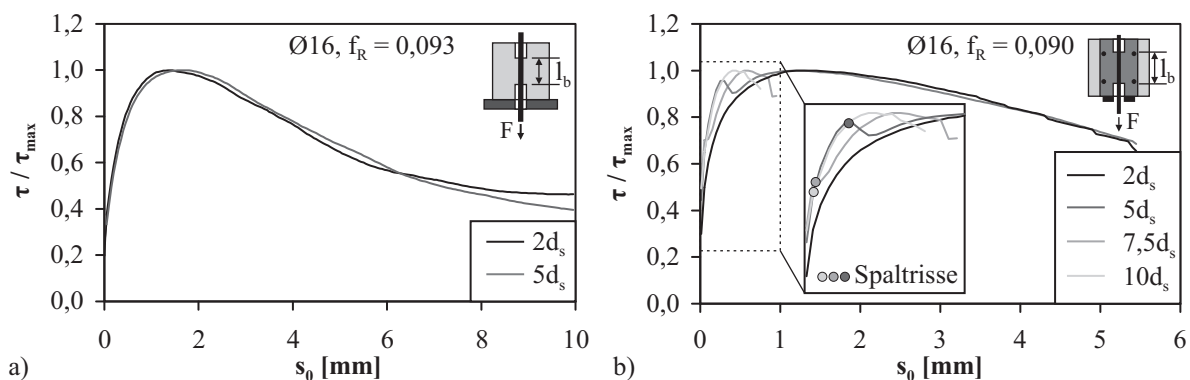 1,2
1,0
0,8
0,6
0,4
0,2
0,0
τ / τmax
Ø16, fR = 0,093
lb
F
2ds
5ds
0 2 4 6 8 10
s0 [mm]
a)
1,2
1,0
0,8
0,6
0,4
0,2
0,0
τ / τmax
Ø16, fR = 0,090
lb
F
Spaltrisse
2ds
5ds
7,5ds
10ds
0 1 2 3 4 5 6
s0 [mm]
b)